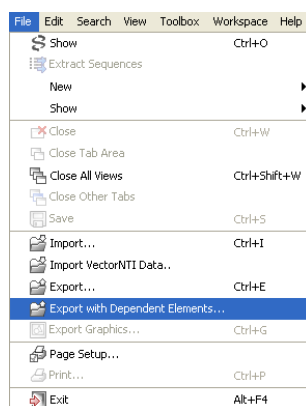 File Edit Search View Toolbox Workspace Help
Show Ctrl+O
Extract Sequences
New
Show
Close Ctrl+W
Close Tab Area
Close All Views Ctrl+Shift+W
Close Other Tabs
Save Ctrl+S
Import... Ctrl+I
Import VectorNTI Data..
Export... Ctrl+E
Export with Dependent Elements...
Export Graphics... Ctrl+G
Page Setup...
Print... Ctrl+P
Exit Alt+F4